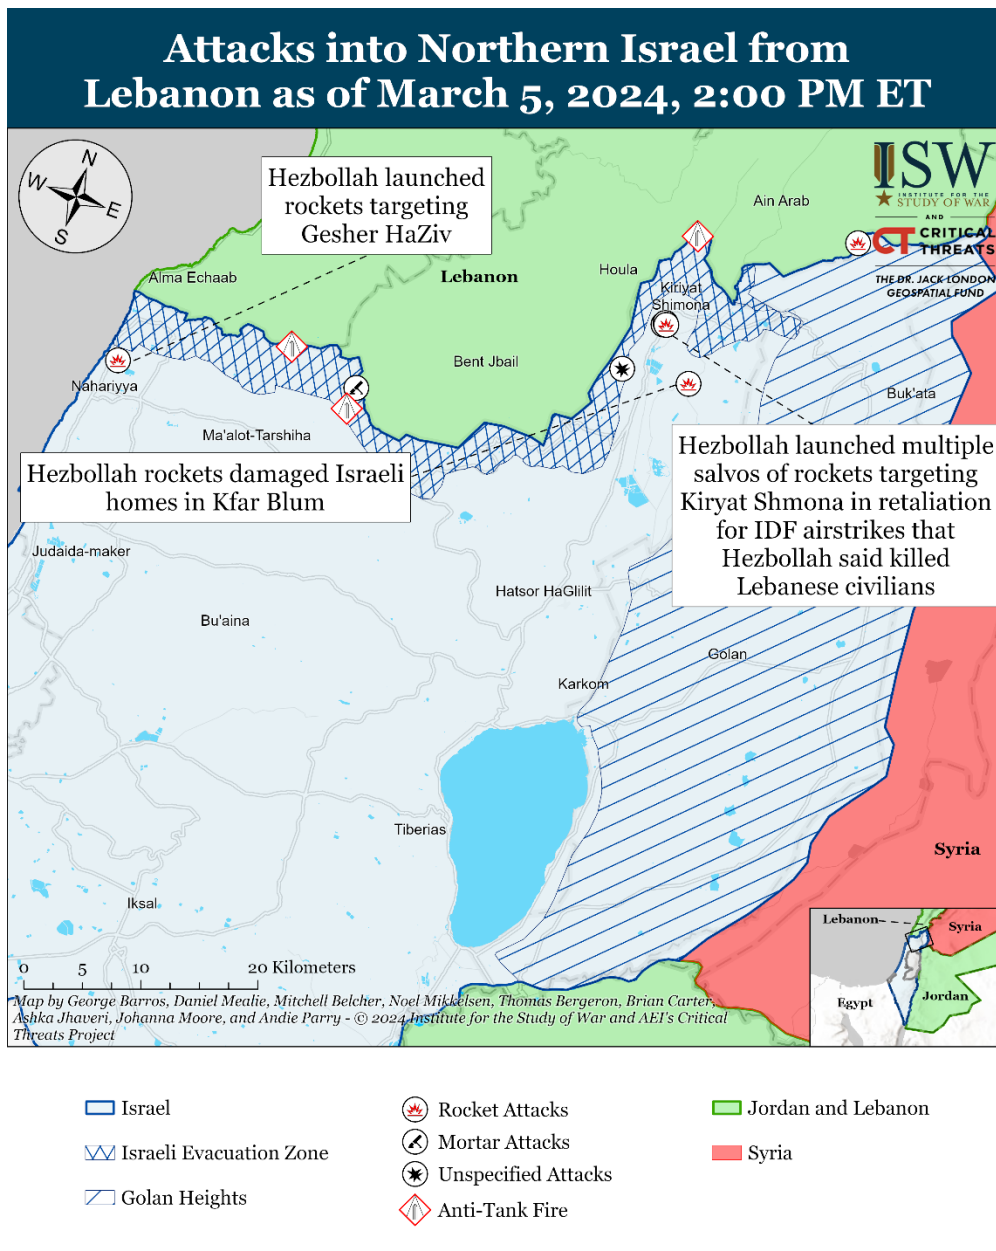 Attacks into Northern Israel from
Lebanon as of March 5, 2024, 2:00 PM ET
N
W
E
S
Hezbollah launched
rockets targeting
Gesher HaZiv
ISW
INSTITUTE FOR THE
STUDY OF WAR
AND
CT CRITICAL
THREATS
THE DR. JACK LONDON
GEOSPATIAL FUND
Ain Arab
Alma Echaab
Lebanon
Houla
Kiriyat
Shimona
Bent Jbail
Nahariyya
Buk'ata
Ma'alot-Tarshiha
Hezbollah rockets damaged Israeli
homes in Kfar Blum
Hezbollah launched multiple
salvos of rockets targeting
Kiryat Shmona in retaliation
for IDF airstrikes that
Hezbollah said killed
Lebanese civilians
Judaida-maker
Hatsor HaGlilit
Bu'aina
Golan
Karkom
Tiberias
Syria
Iksal
0 5 10 20 Kilometers
Map by George Barros, Daniel Mealie, Mitchell Belcher, Noel Mikkelsen, Thomas Bergeron, Brian Carter,
Ashka Jhaveri, Johanna Moore, and Andie Parry - © 2024 Institute for the Study of War and AEI's Critical
Threats Project
Lebanon
Syria
Egypt
Jordan
Israel
Israeli Evacuation Zone
Golan Heights
Rocket Attacks
Mortar Attacks
Unspecified Attacks
Anti-Tank Fire
Jordan and Lebanon
Syria